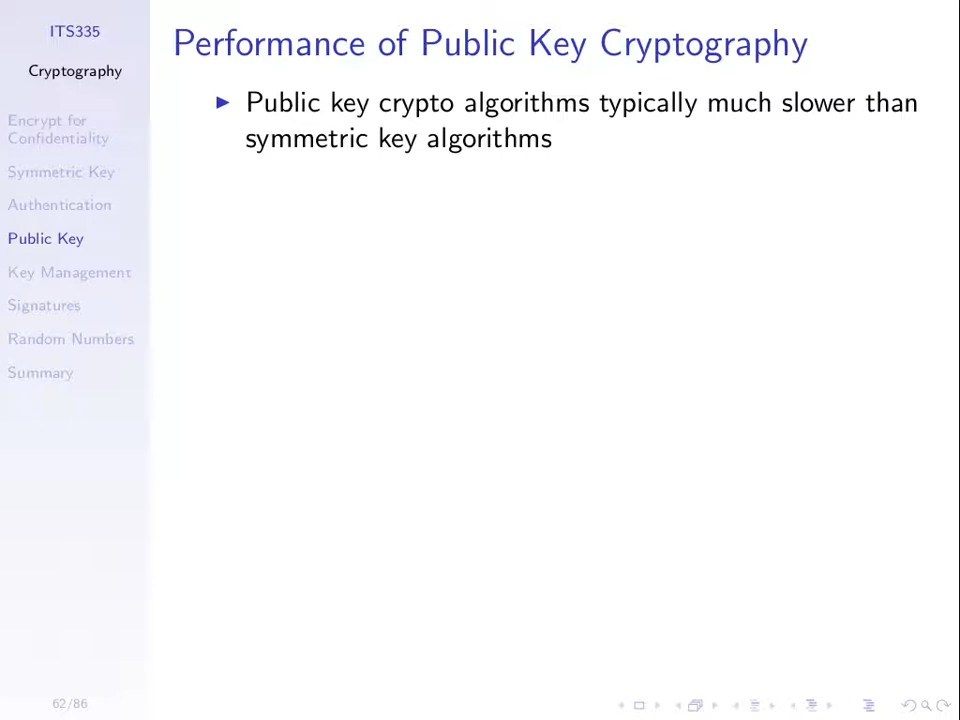 ITS335
Cryptography
Encrypt for
Confidentiality
Symmetric Key
Authentication
Public Key
Key Management
Signatures
Random Numbers
Summary
Performance of Public Key Cryptography
Public key crypto algorithms typically much slower than
symmetric key algorithms
62/86